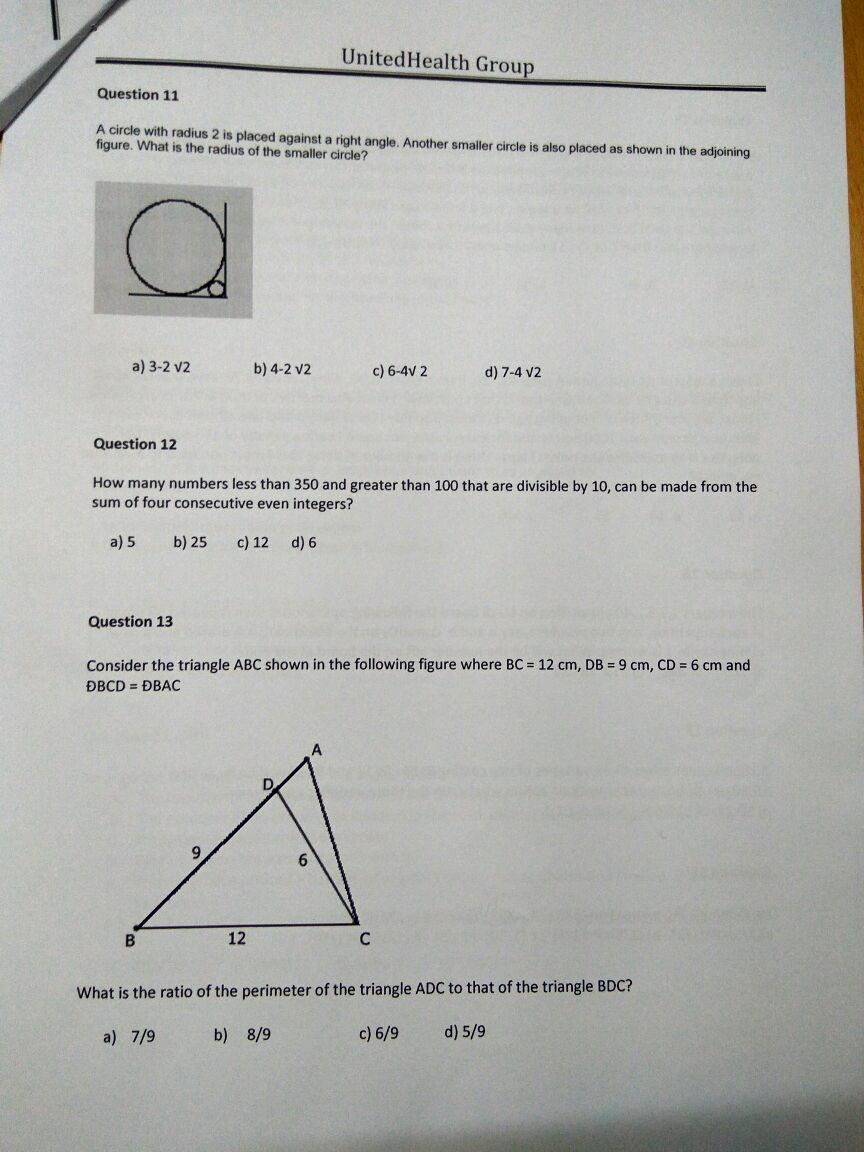 UnitedHealth Group
Question 11
A circle with radius 2 is placed against a right angle. Another smaller circle is also placed as shown in the adjoining
figure. What is the radius of the smaller circle?
a) 3-2 √2 b) 4-2 √2 c) 6-4√ 2 d) 7-4 √2
Question 12
How many numbers less than 350 and greater than 100 that are divisible by 10, can be made from the
sum of four consecutive even integers?
a) 5 b) 25 c) 12 d) 6
Question 13
Consider the triangle ABC shown in the following figure where BC = 12 cm, DB = 9 cm, CD = 6 cm and
ÐBCD = ÐBAC
A
D
9
6
B 12 C
What is the ratio of the perimeter of the triangle ADC to that of the triangle BDC?
a) 7/9 b) 8/9 c) 6/9 d) 5/9